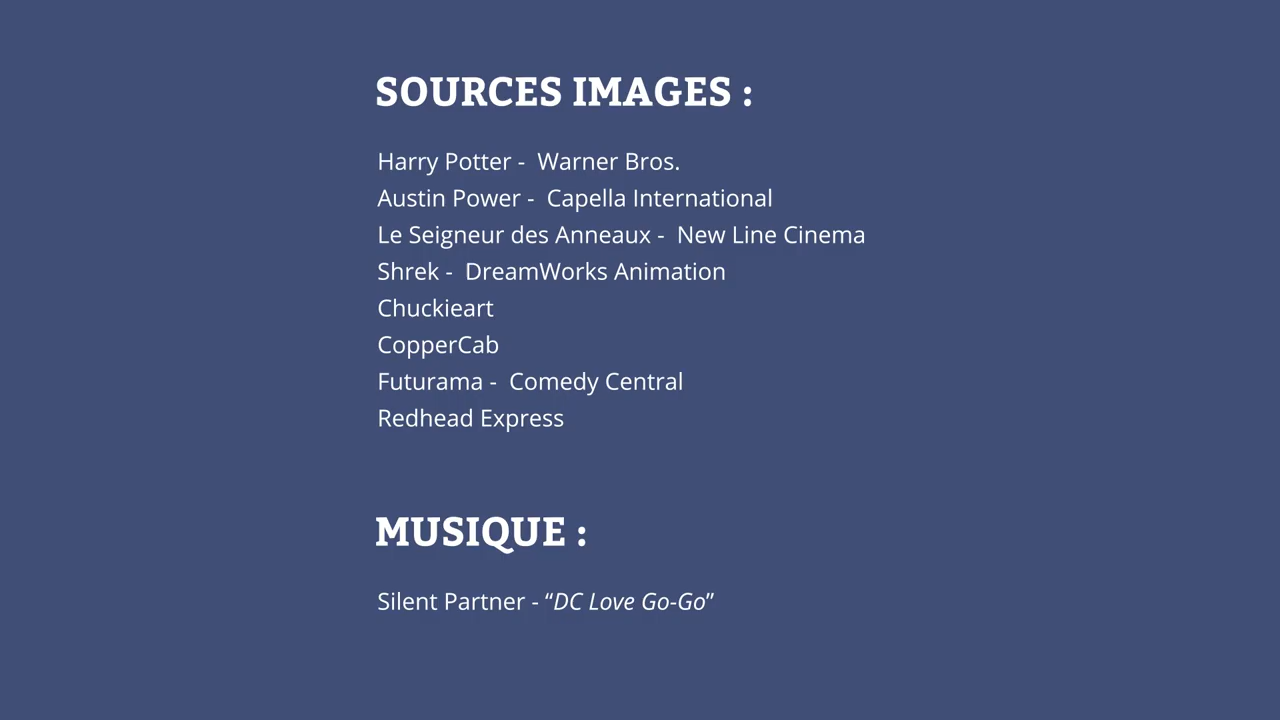 SOURCES IMAGES :
Harry Potter -  Warner Bros.
Austin Power -  Capella International
Le Seigneur des Anneaux -  New Line Cinema
Shrek -  DreamWorks Animation
Chuckieart
CopperCab
Futurama -  Comedy Central
Redhead Express
MUSIQUE :
Silent Partner - “DC Love Go-Go”